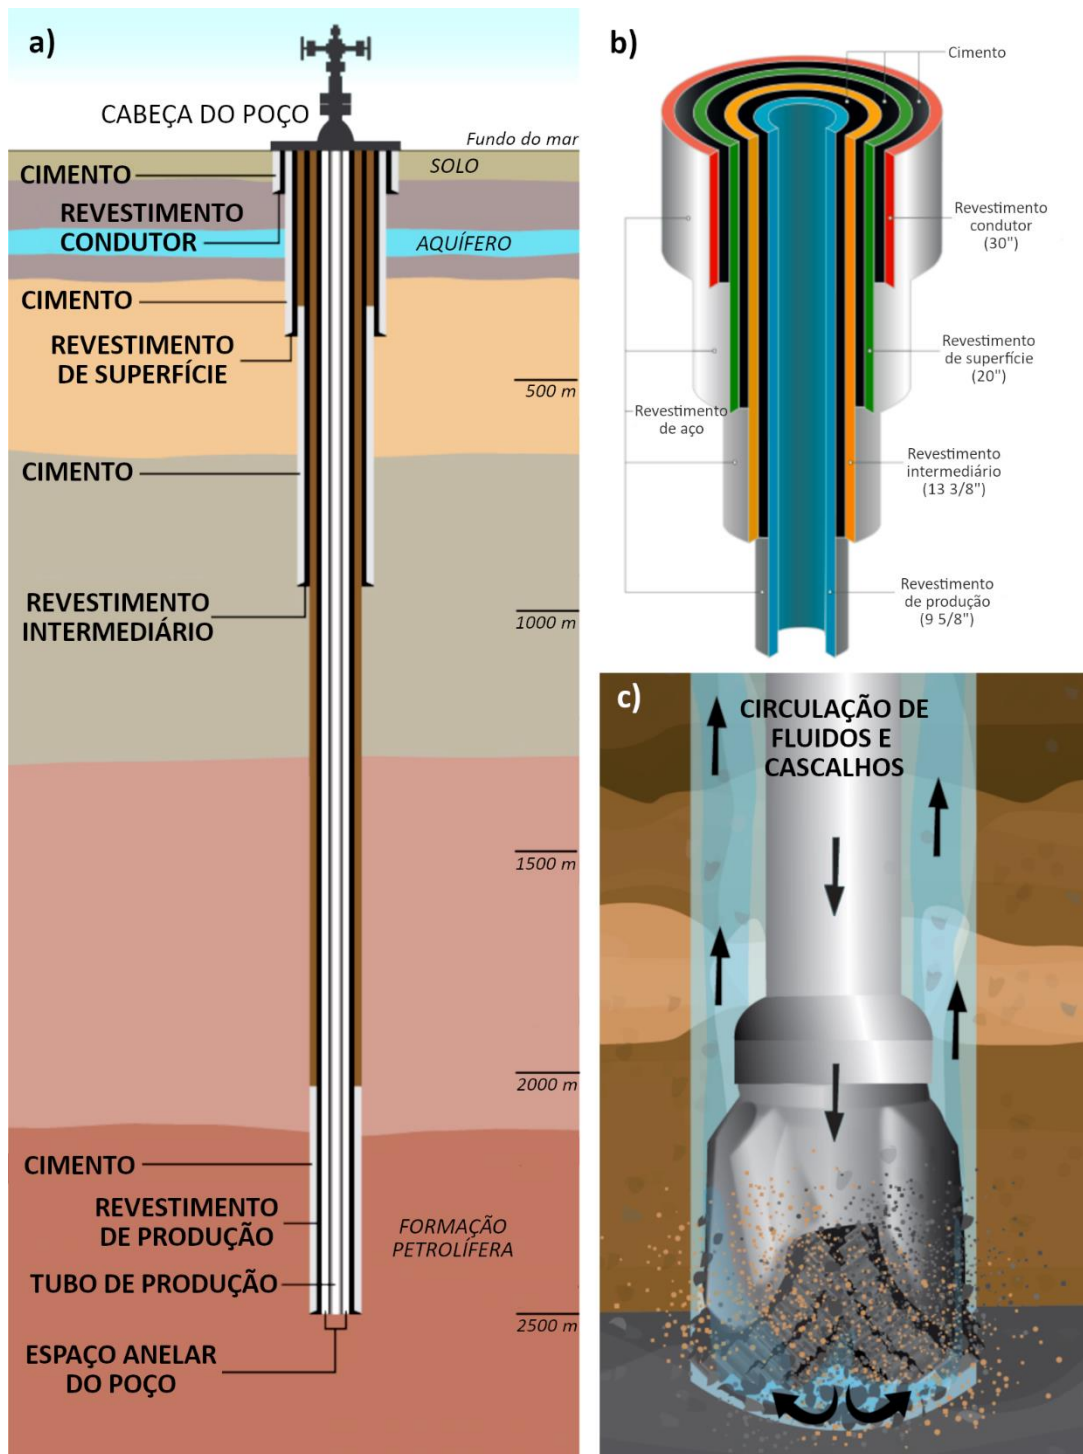 a)
CABEÇA DO POÇO
Fundo do mar
CIMENTO
SOLO
REVESTIMENTO
CONDUTOR
AQUÍFERO
CIMENTO
REVESTIMENTO
DE SUPERFÍCIE
500 m
CIMENTO
REVESTIMENTO
INTERMEDIÁRIO
1000 m
1500 m
2000 m
CIMENTO
REVESTIMENTO
DE PRODUÇÃO
FORMAÇÃO
PETROLÍFERA
TUBO DE PRODUÇÃO
2500 m
ESPAÇO ANELAR
DO POÇO
b)
Cimento
Revestimento
condutor
(30")
Revestimento
de superfície
(20")
Revestimento
de aço
Revestimento
intermediário
(13 3/8")
Revestimento
de produção
(9 5/8")
c)
CIRCULAÇÃO DE
FLUIDOS E
CASCALHOS